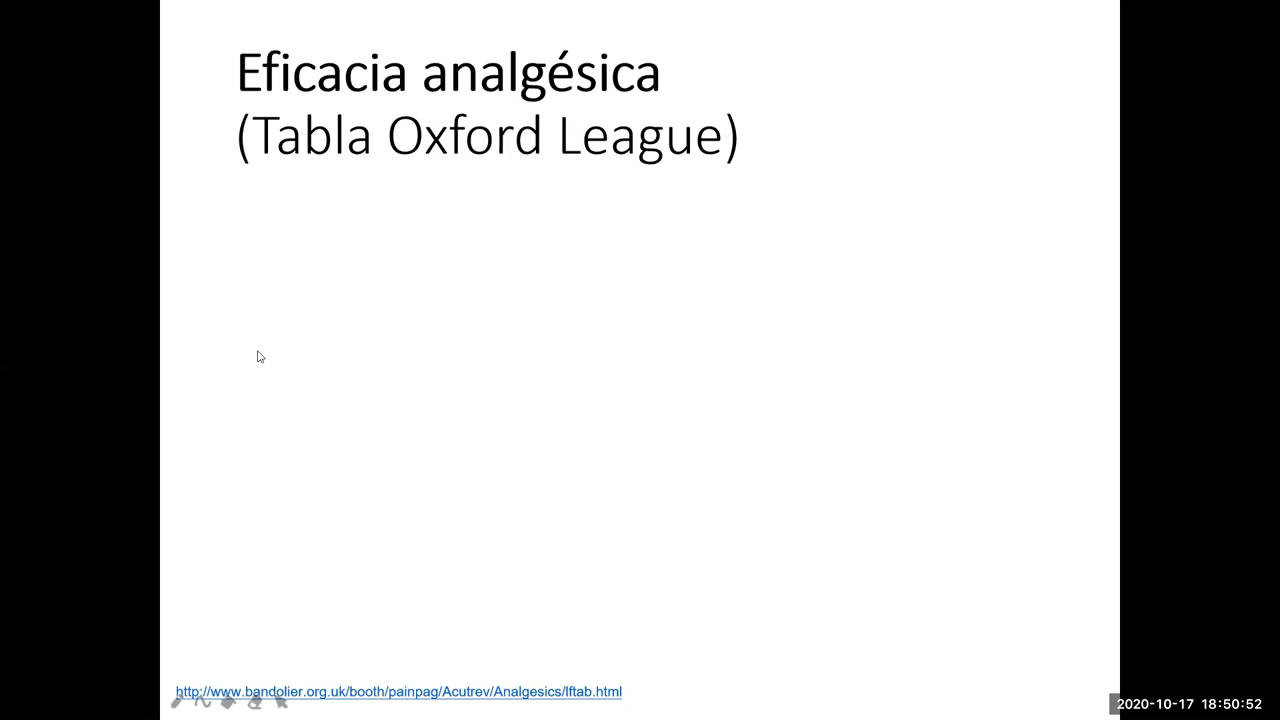 Eficacia analgésica
(Tabla Oxford League)
http://www.bandolier.org.uk/booth/painpag/Acutrev/Analgesics/lftab.html
2020-10-17 18:50:52